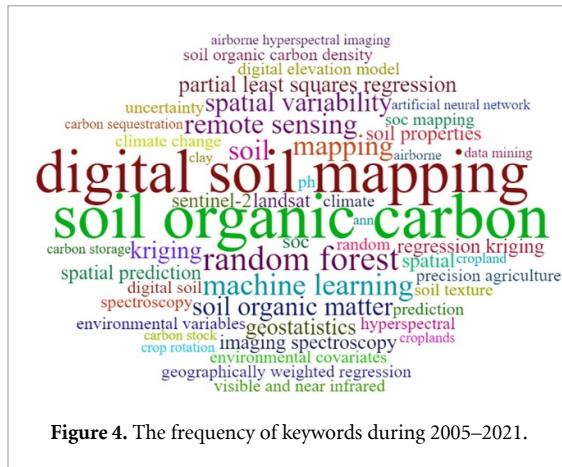 airborne hyperspectral imaging
soil organic carbon density
digital elevation model
partial least squares regression
uncertainty spatial variability artificial neural network
carbon sequestration remote sensing soc mapping
climate change soil mapping soil properties
clay airborne data mining
digital soil mapping
ph
sentinel-2 landsat climate
soil organic carbon
ann
carbon storage kriging soc random regression kriging
random forest spatial cropland
spatial prediction machine learning precision agriculture
digital soil soil texture
spectroscopy soil organic matter prediction
environmental variables geostatistics hyperspectral
carbon stock imaging spectroscopy croplands
crop rotation environmental covariates
geographically weighted regression
visible and near infrared
Figure 4. The frequency of keywords during 2005–2021.